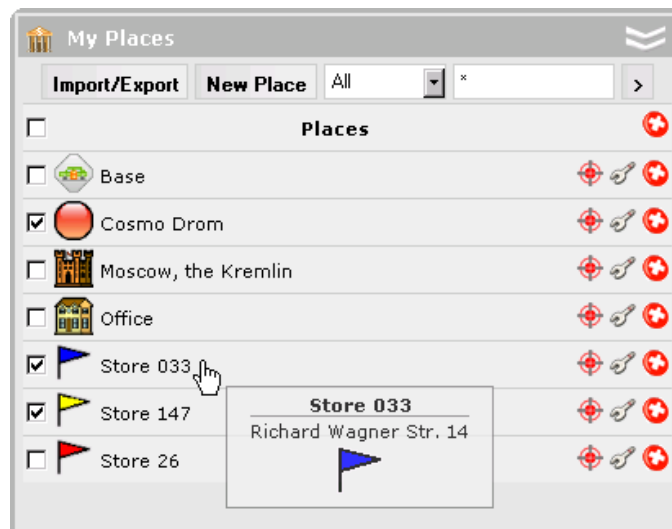 My Places
Import/Export New Place All * >
Places
Base
Cosmo Drom
Moscow, the Kremlin
Office
Store 033
Store 147
Store 033
Richard Wagner Str. 14
Store 26